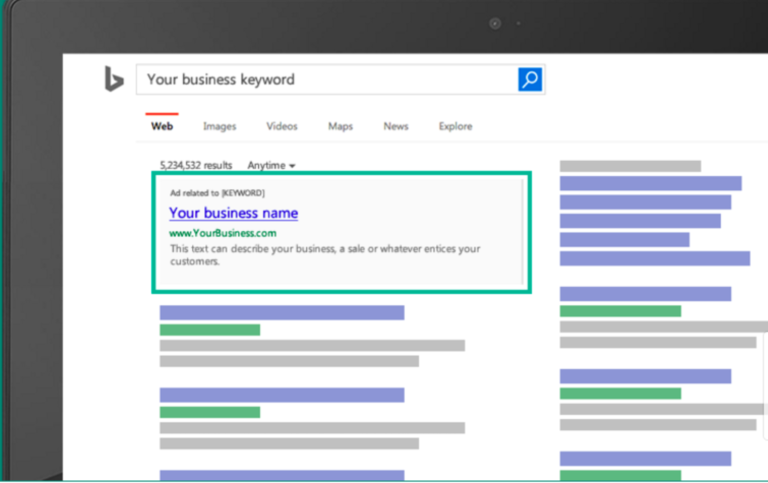 Your business keyword
Web Images Videos Maps News Explore
5,234,532 results Anytime
Ad related to [KEYWORD]
Your business name
www.YourBusiness.com
This text can describe your business, a sale or whatever entices your
customers.